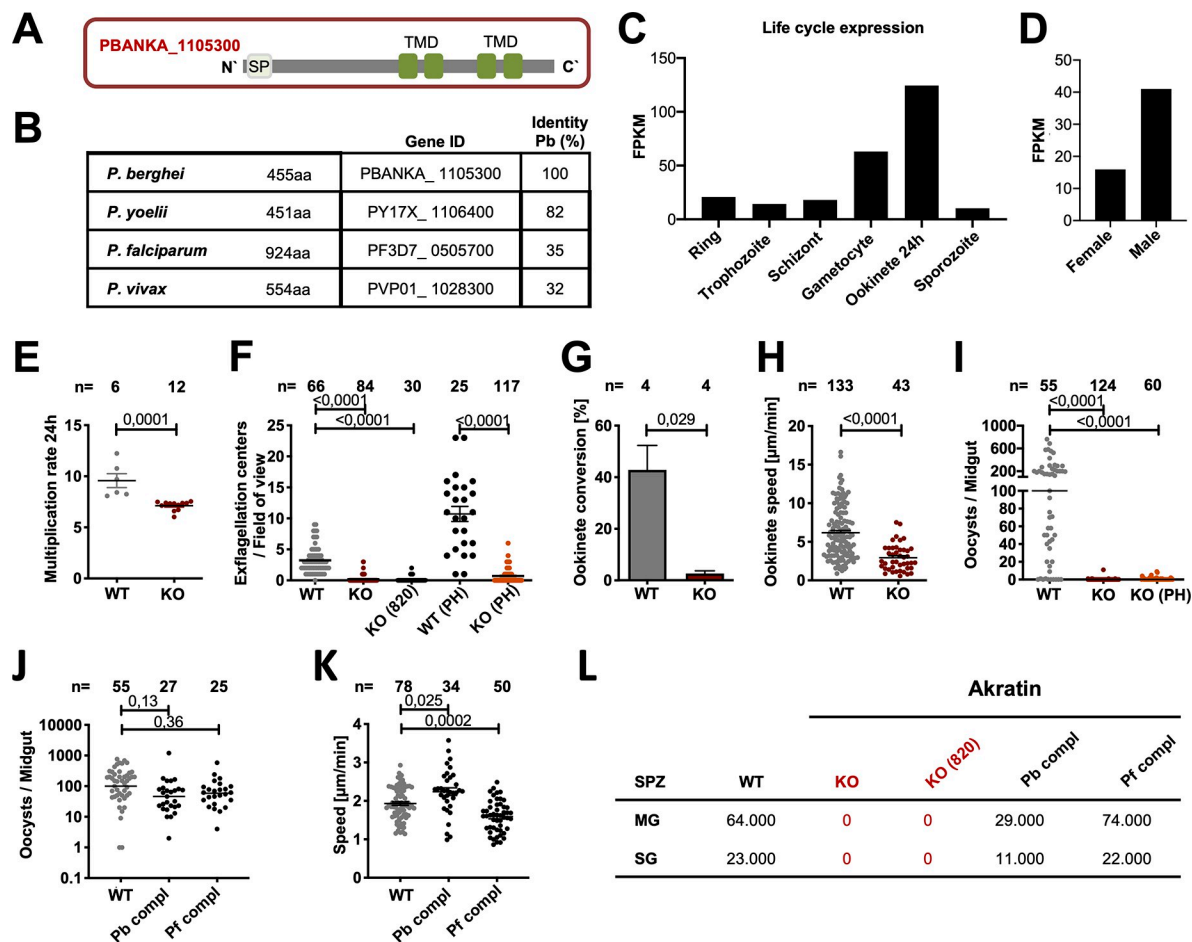 A
PBANKA_1105300
TMD TMD
N` SP C`
B
Gene ID Identity Pb (%)
P. berghei 455aa PBANKA_ 1105300 100
P. yoelii 451aa PY17X_ 1106400 82
P. falciparum 924aa PF3D7_ 0505700 35
P. vivax 554aa PVP01_ 1028300 32
C
Life cycle expression
FPKM
150
100
50
0
Ring Trophozoite Schizont Gametocyte Ookinete 24h Sporozoite
D
FPKM
50
40
30
20
10
0
Female Male
E
n= 6 12
0,0001
Multiplication rate 24h
15
10
5
0
WT KO
F
n= 66 84 30 25 117
<0,0001
<0,0001 <0,0001
Exflagellation centers
/ Field of view
25
20
15
10
5
0
WT KO KO (820) WT (PH) KO (PH)
G
n= 4 4
0,029
Ookinete conversion [%]
60
40
20
0
WT KO
H
n= 133 43
<0,0001
Ookinete speed [µm/min]
20
15
10
5
0
WT KO
I
n= 55 124 60
<0,0001
<0,0001
Oocysts / Midgut
1000
600
200
100
80
60
40
20
0
WT KO KO (PH)
J
n= 55 27 25
0,13
0,36
Oocysts / Midgut
10000
1000
100
10
1
0.1
WT Pb compl Pf compl
K
n= 78 34 50
0,025
0,0002
Speed [µm/min]
4
3
2
1
0
WT Pb compl Pf compl
L
Akratin
SPZ WT KO KO (820) Pb compl Pf compl
MG 64.000 0 0 29.000 74.000
SG 23.000 0 0 11.000 22.000